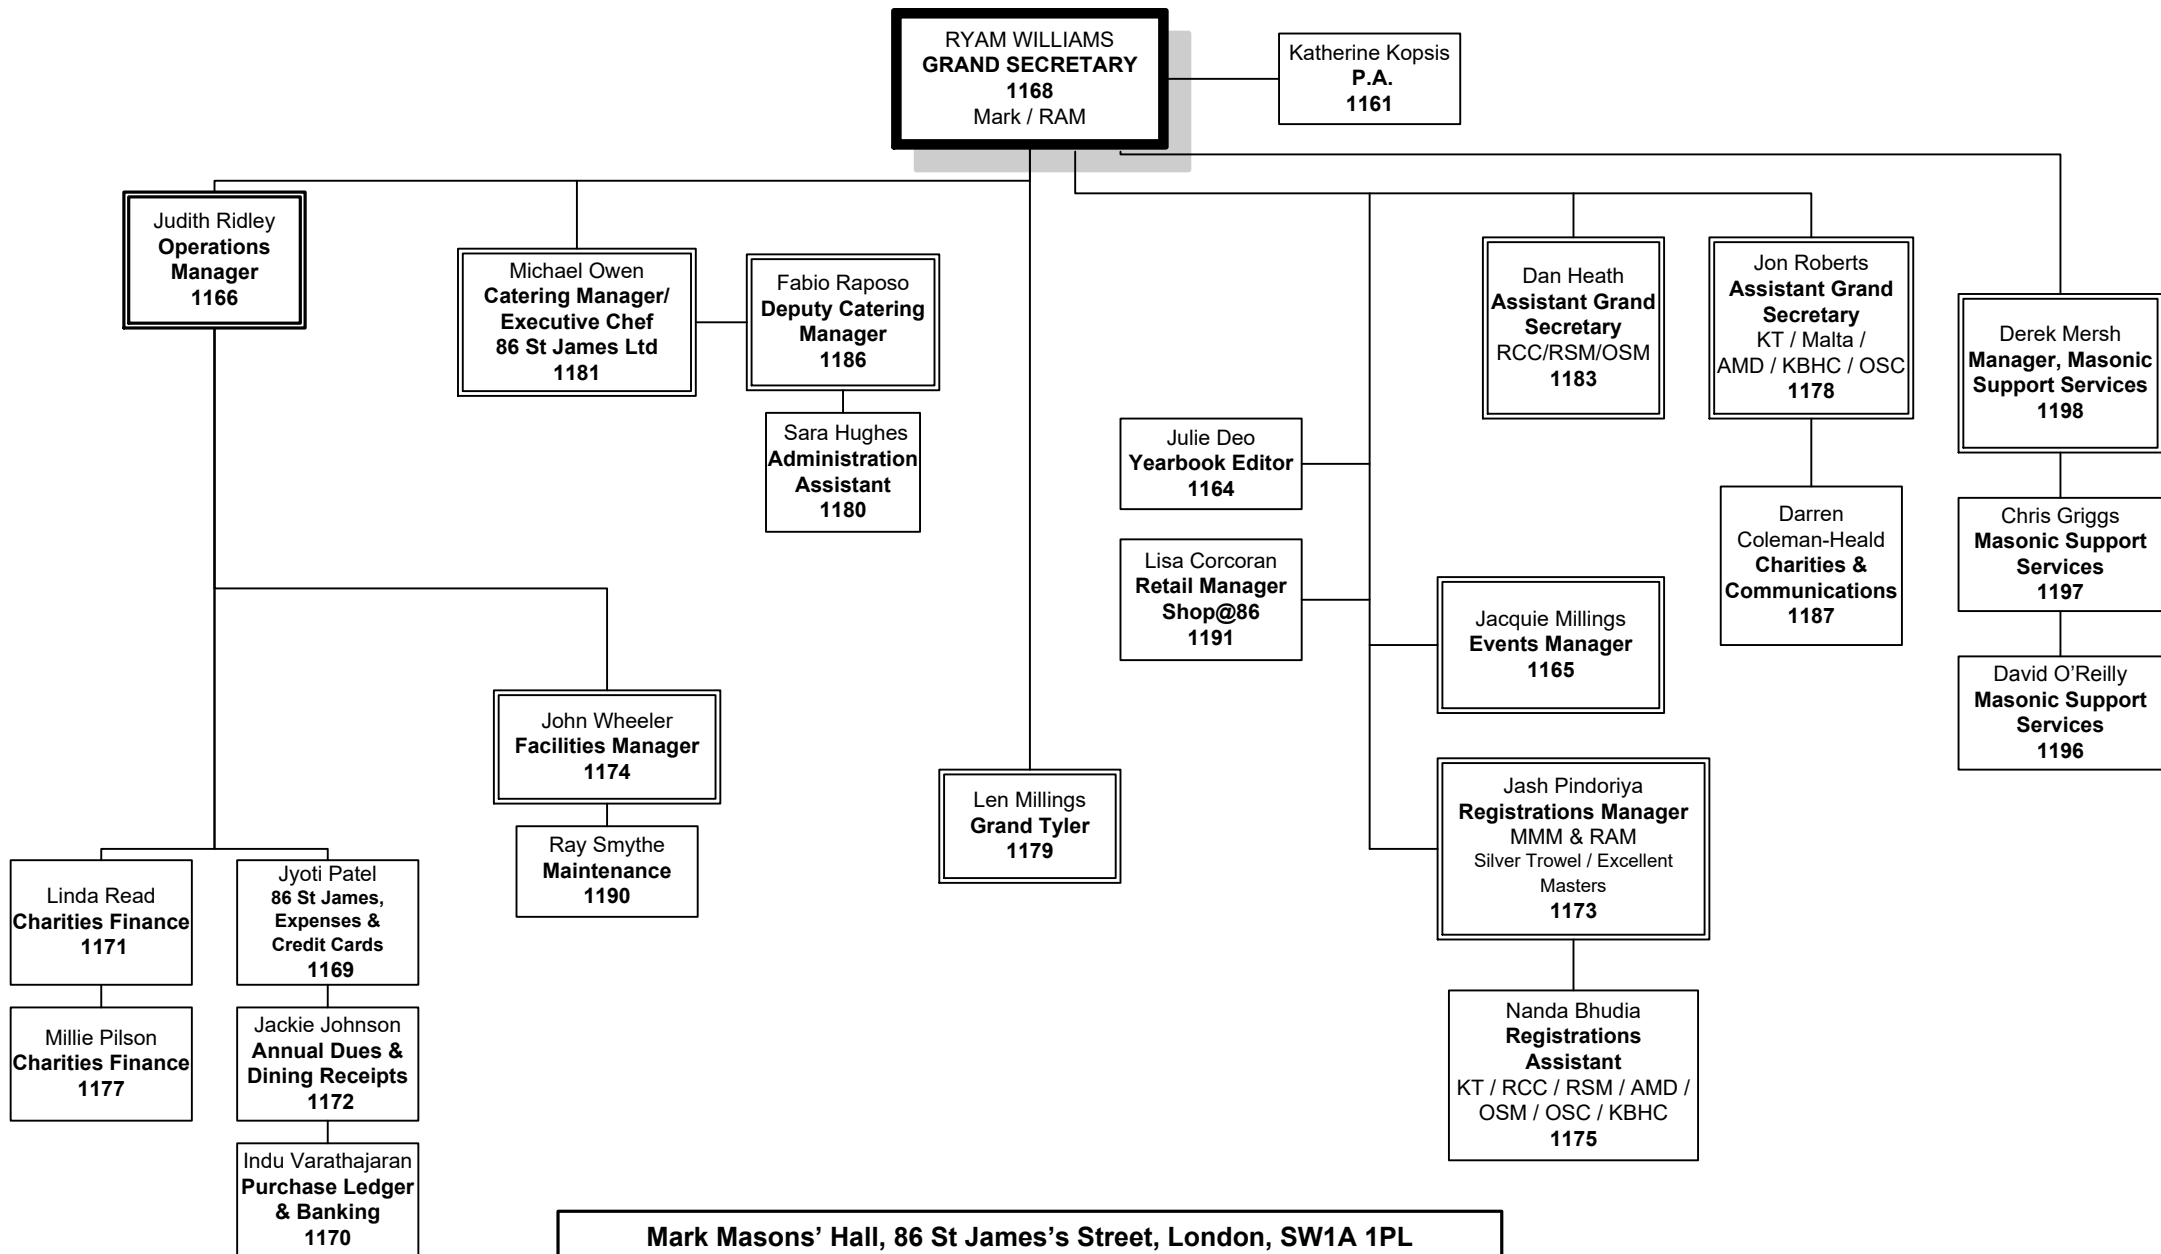 RYAM WILLIAMS
GRAND SECRETARY
1168
Mark / RAM
Katherine Kopsis
P.A.
1161
Judith Ridley
Operations
Manager
1166
Michael Owen
Catering Manager/
Executive Chef
86 St James Ltd
1181
Fabio Raposo
Deputy Catering
Manager
1186
Sara Hughes
Administration
Assistant
1180
Dan Heath
Assistant Grand
Secretary
RCC/RSM/OSM
1183
Jon Roberts
Assistant Grand
Secretary
KT / Malta /
AMD / KBHC / OSC
1178
Derek Mersh
Manager, Masonic
Support Services
1198
Julie Deo
Yearbook Editor
1164
Lisa Corcoran
Retail Manager
Shop@86
1191
Darren
Coleman-Heald
Charities &
Communications
1187
Chris Griggs
Masonic Support
Services
1197
Jacquie Millings
Events Manager
1165
David O’Reilly
Masonic Support
Services
1196
John Wheeler
Facilities Manager
1174
Ray Smythe
Maintenance
1190
Len Millings
Grand Tyler
1179
Jash Pindoriya
Registrations Manager
MMM & RAM
Silver Trowel / Excellent
Masters
1173
Linda Read
Charities Finance
1171
Jyoti Patel
86 St James,
Expenses &
Credit Cards
1169
Millie Pilson
Charities Finance
1177
Jackie Johnson
Annual Dues &
Dining Receipts
1172
Nanda Bhudia
Registrations
Assistant
KT / RCC / RSM / AMD /
OSM / OSC / KBHC
1175
Indu Varathajaran
Purchase Ledger
& Banking
1170
Mark Masons’ Hall, 86 St James’s Street, London, SW1A 1PL